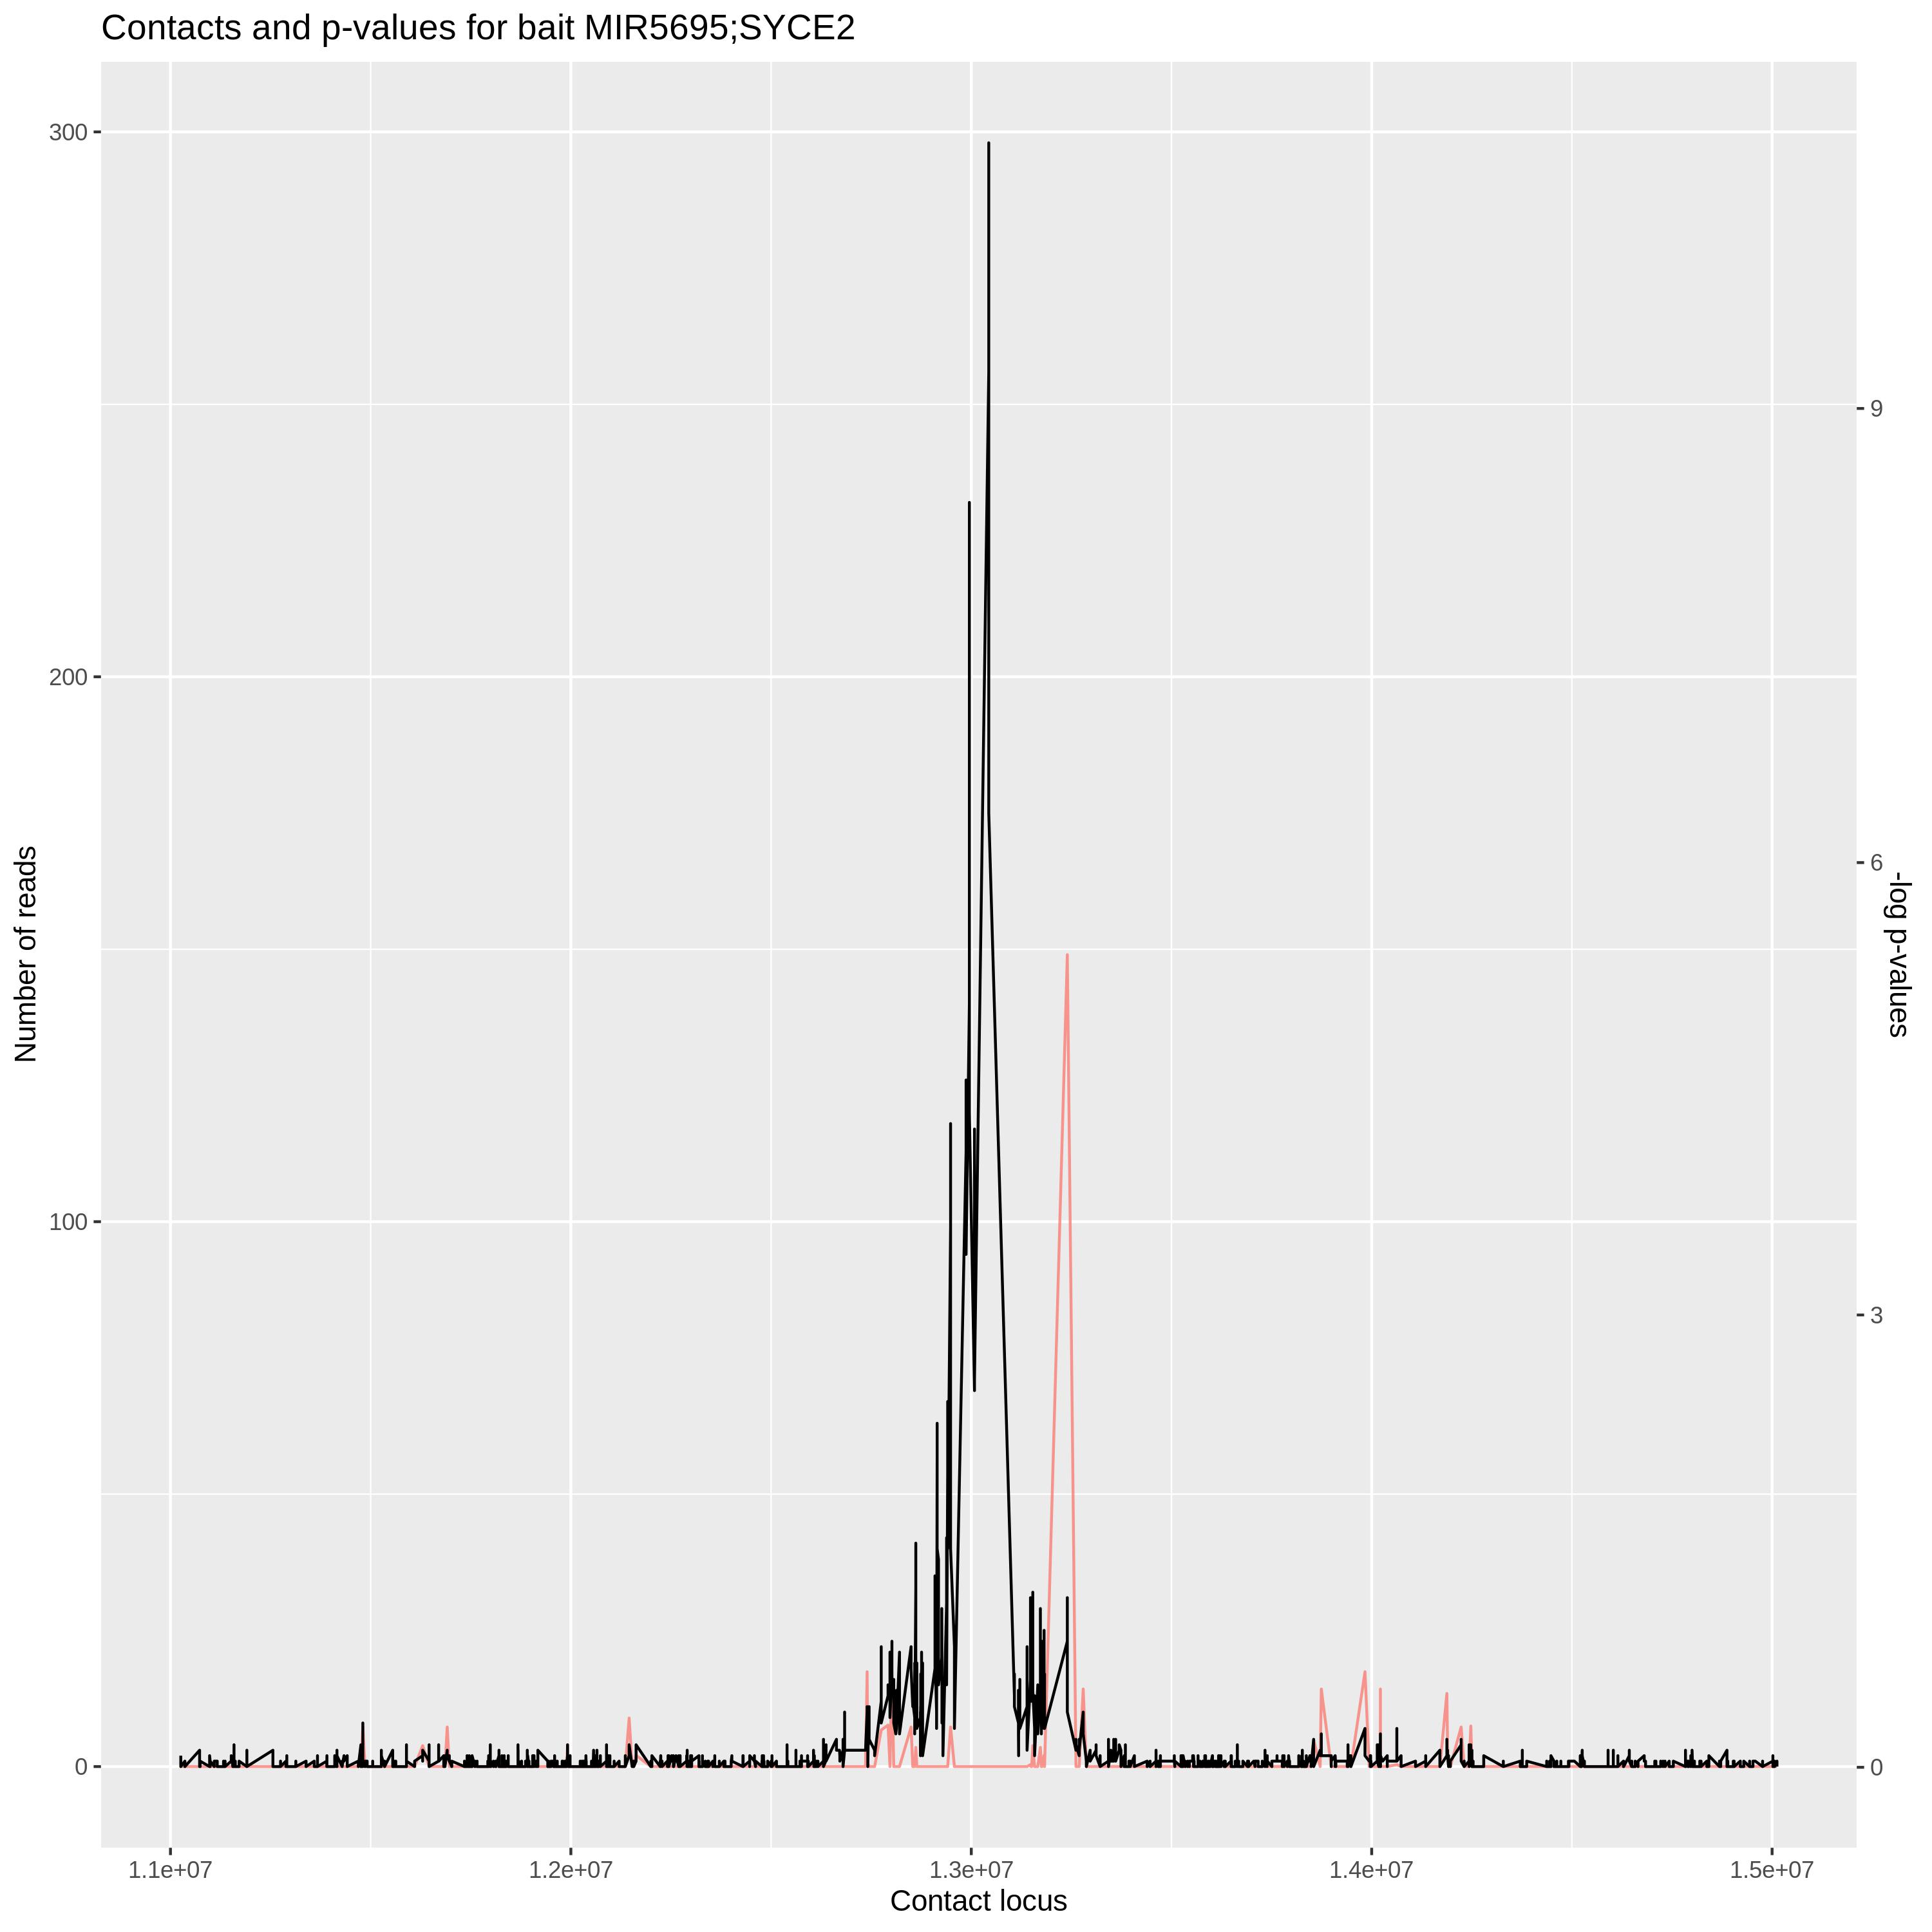 Contacts and p-values for bait MIR5695;SYCE2
300
200
100
0
Number of reads
9
6
3
0
-log p-values
1.1e+07
1.2e+07
1.3e+07
1.4e+07
1.5e+07
Contact locus